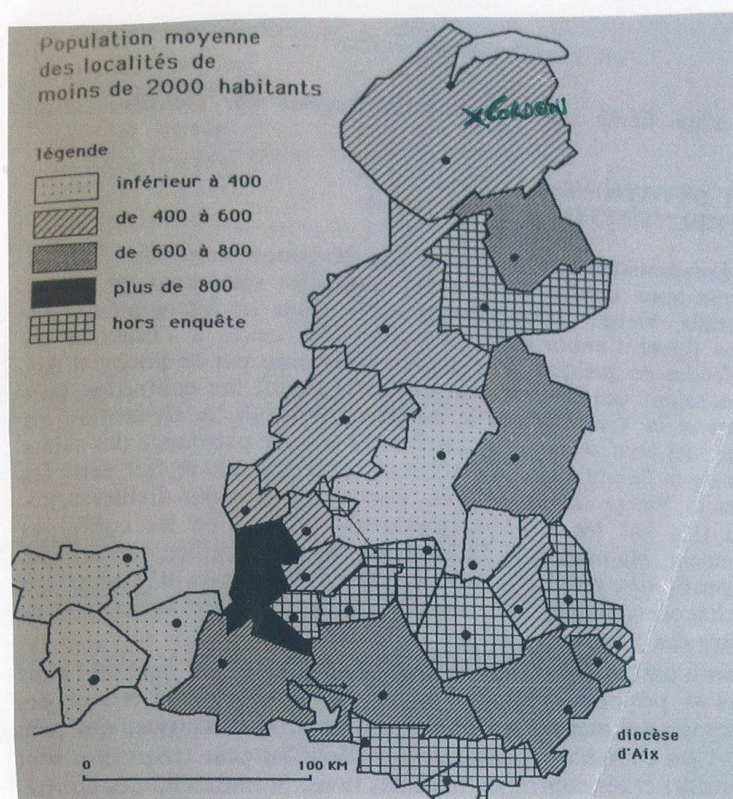 Population moyenne
des localités de
moins de 2000 habitants
×CORDON
légende
inférieur à 400
de 400 à 600
de 600 à 800
plus de 800
hors enquête
diocèse
d'Aix
0 100 KM